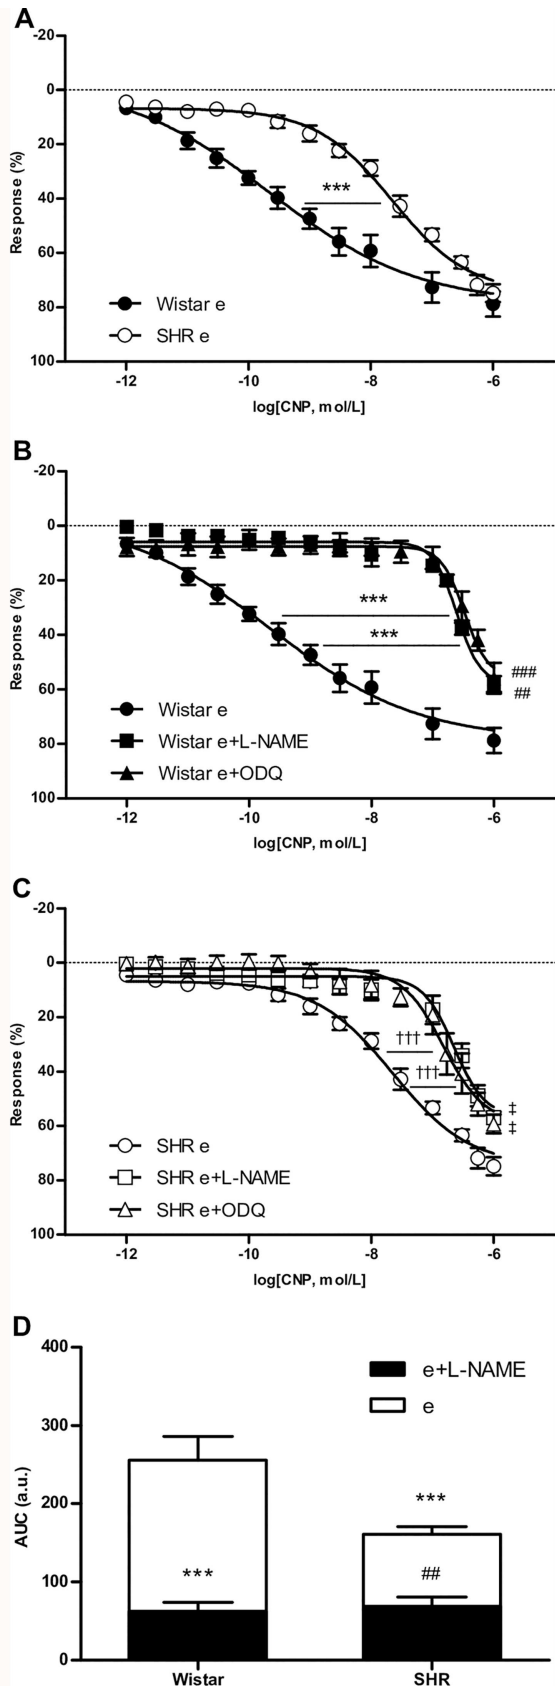 A
-20
0
20
40
60
80
100
Response (%)
***
Wistar e
SHR e
-12
-10
-8
-6
log[CNP, mol/L]
B
-20
0
20
40
60
80
100
Response (%)
***
***
###
##
Wistar e
Wistar e+L-NAME
Wistar e+ODQ
-12
-10
-8
-6
log[CNP, mol/L]
C
-20
0
20
40
60
80
100
Response (%)
†††
†††
‡
‡
SHR e
SHR e+L-NAME
SHR e+ODQ
-12
-10
-8
-6
log[CNP, mol/L]
D
400
300
200
100
0
AUC (a.u.)
e+L-NAME
e
***
***
##
Wistar
SHR